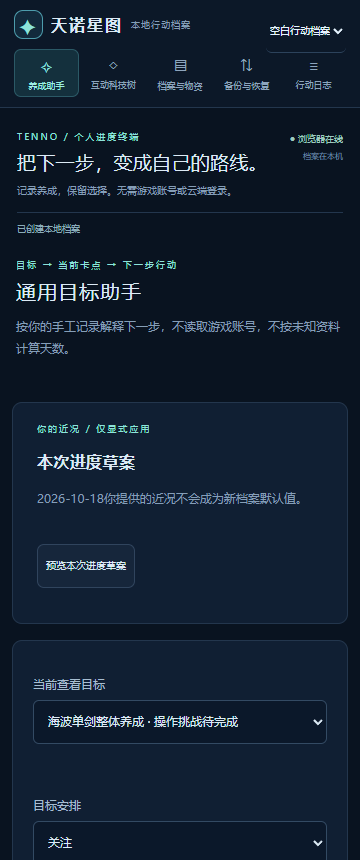 天诺星图
本地行动档案
空白行动档案
养成助手
互动科技树
档案与物资
备份与恢复
行动日志
TENNO / 个人进度终端
浏览器在线
把下一步，变成自己的路线。
档案在本机
记录养成，保留选择。无需游戏账号或云端登录。
已创建本地档案
目标 → 当前卡点 → 下一步行动
通用目标助手
按你的手工记录解释下一步，不读取游戏账号，不按未知资料
计算天数。
你的近况 / 仅显式应用
本次进度草案
2026-10-18你提供的近况不会成为新档案默认值。
预览本次进度草案
当前查看目标
海波单剑整体养成 · 操作挑战待完成
目标安排
关注